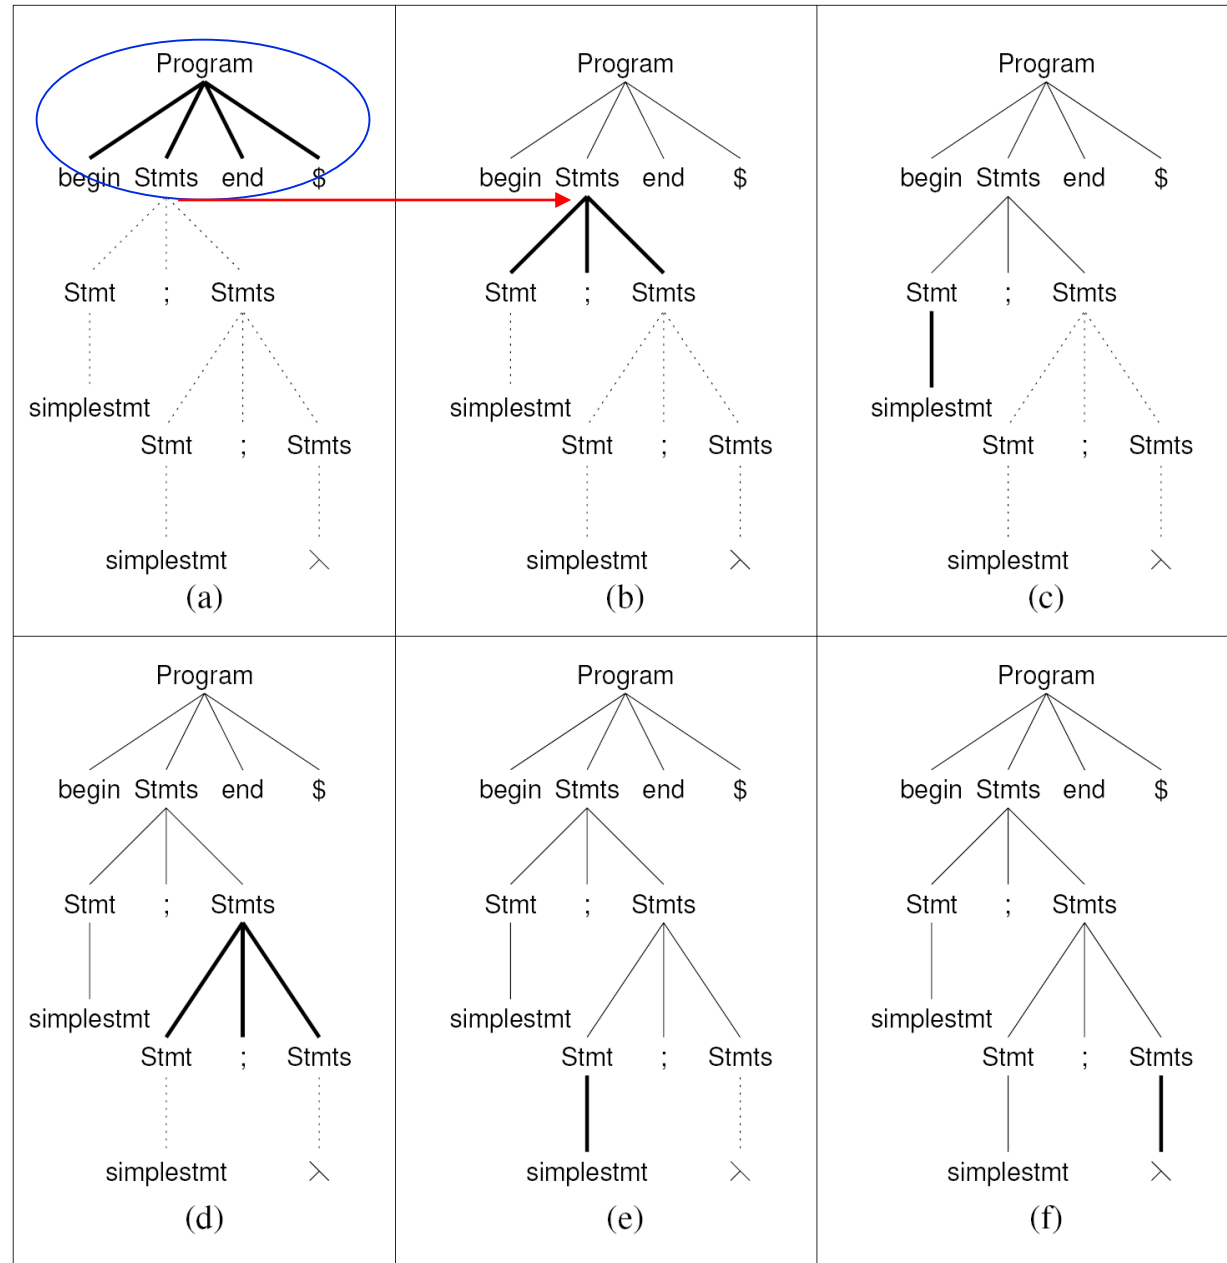 Program
begin Stmts end $
Stmt ; Stmts
simplestmt
Stmt ; Stmts
simplestmt λ
(a)
Program
begin Stmts end $
Stmt ; Stmts
simplestmt
Stmt ; Stmts
simplestmt λ
(b)
Program
begin Stmts end $
Stmt ; Stmts
simplestmt
Stmt ; Stmts
simplestmt λ
(c)
Program
begin Stmts end $
Stmt ; Stmts
simplestmt
Stmt ; Stmts
simplestmt λ
(d)
Program
begin Stmts end $
Stmt ; Stmts
simplestmt
Stmt ; Stmts
simplestmt λ
(e)
Program
begin Stmts end $
Stmt ; Stmts
simplestmt
Stmt ; Stmts
simplestmt λ
(f)